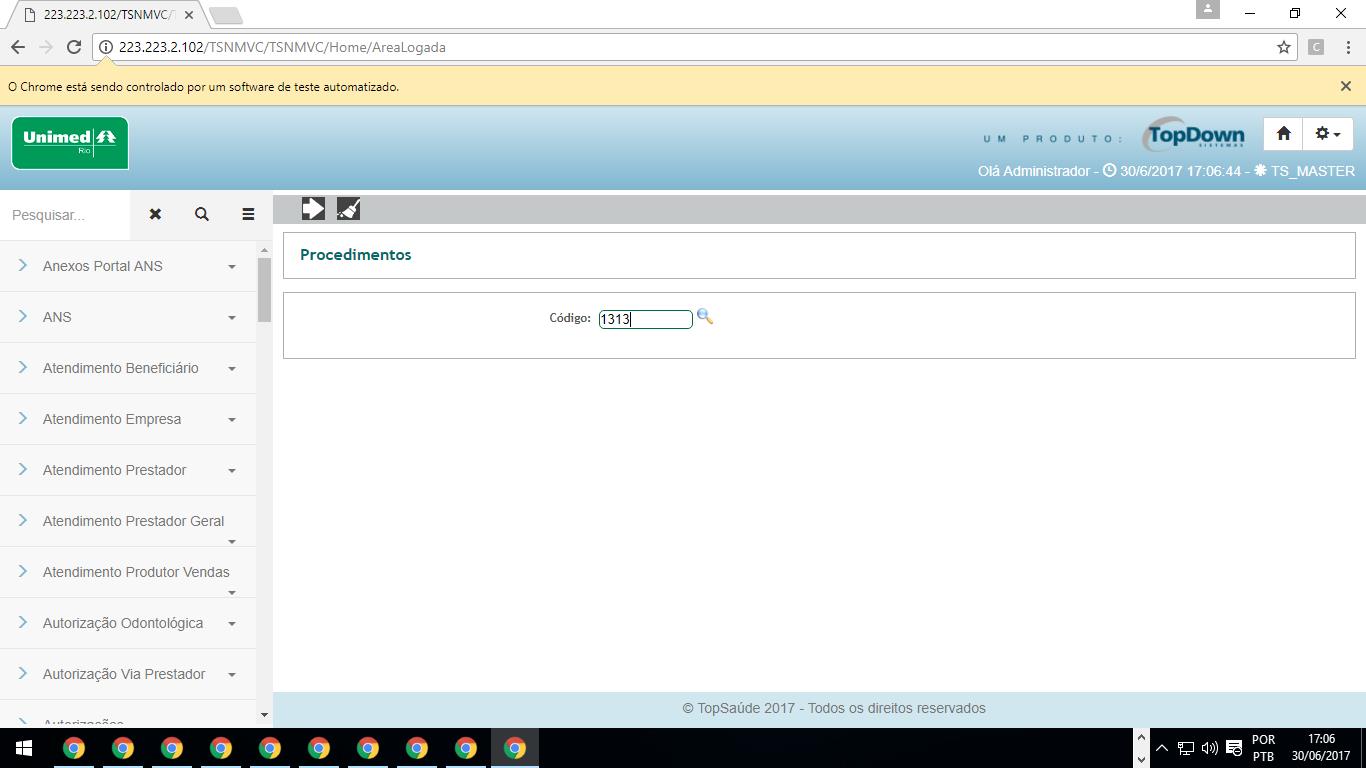 223.223.2.102/TSNMVC/T
223.223.2.102/TSNMVC/TSNMVC/Home/AreaLogada
C
O Chrome está sendo controlado por um software de teste automatizado.
Unimed
Rio
UM PRODUTO:
TopDown
SISTEMAS
Olá Administrador - 30/6/2017 17:06:44 - TS_MASTER
Pesquisar...
Procedimentos
Código: 1313
Anexos Portal ANS
ANS
Atendimento Beneficiário
Atendimento Empresa
Atendimento Prestador
Atendimento Prestador Geral
Atendimento Produtor Vendas
Autorização Odontológica
Autorização Via Prestador
Autorizações
© TopSaúde 2017 - Todos os direitos reservados
POR
PTB
17:06
30/06/2017